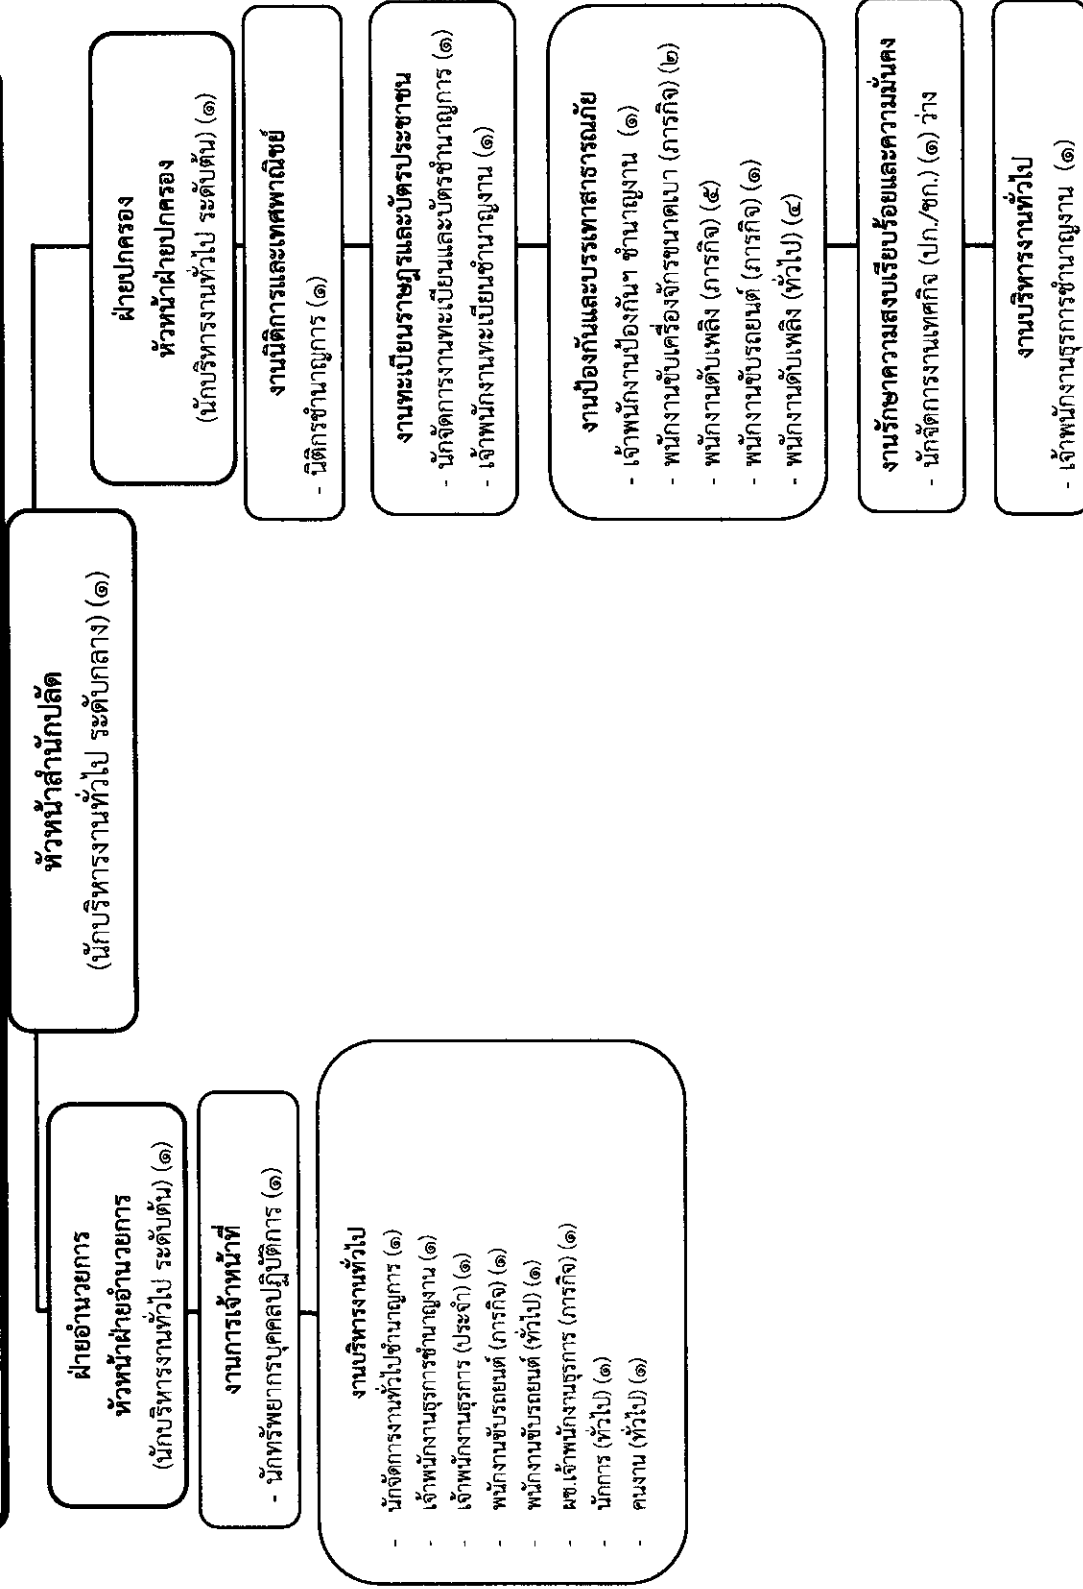 หัวหน้าสำนักปลัด
(นักบริหารงานทั่วไป ระดับกลาง) (๑)
ฝ่ายอำนวยการ
หัวหน้าฝ่ายอำนวยการ
(นักบริหารงานทั่วไป ระดับต้น) (๑)
งานการเจ้าหน้าที่
- นักทรัพยากรบุคคลปฏิบัติการ (๑)
งานบริหารงานทั่วไป
- นักจัดการงานทั่วไปชำนาญการ (๑)
- เจ้าพนักงานธุรการชำนาญงาน (๑)
- เจ้าพนักงานธุรการ (ประจำ) (๑)
- พนักงานขับรถยนต์ (ภารกิจ) (๑)
- พนักงานขับรถยนต์ (ทั่วไป) (๑)
- ผช.เจ้าพนักงานธุรการ (ภารกิจ) (๑)
- นักการ (ทั่วไป) (๑)
- คนงาน (ทั่วไป) (๑)
ฝ่ายปกครอง
หัวหน้าฝ่ายปกครอง
(นักบริหารงานทั่วไป ระดับต้น) (๑)
งานนิติการและเทศพาณิชย์
- นิติกรชำนาญการ (๑)
งานทะเบียนราษฎรและบัตรประชาชน
- นักจัดการงานทะเบียนและบัตรชำนาญการ (๑)
- เจ้าพนักงานทะเบียนชำนาญงาน (๑)
งานป้องกันและบรรเทาสาธารณภัย
- เจ้าพนักงานป้องกันฯ ชำนาญงาน (๑)
- พนักงานขับเครื่องจักรขนาดเบา (ภารกิจ) (๒)
- พนักงานดับเพลิง (ภารกิจ) (๕)
- พนักงานขับรถยนต์ (ภารกิจ) (๑)
- พนักงานดับเพลิง (ทั่วไป) (๔)
งานรักษาความสงบเรียบร้อยและความมั่นคง
- นักจัดการงานเทศกิจ (ปก./ชก.) (๑) ว่าง
งานบริหารงานทั่วไป
- เจ้าพนักงานธุรการชำนาญงาน (๑)